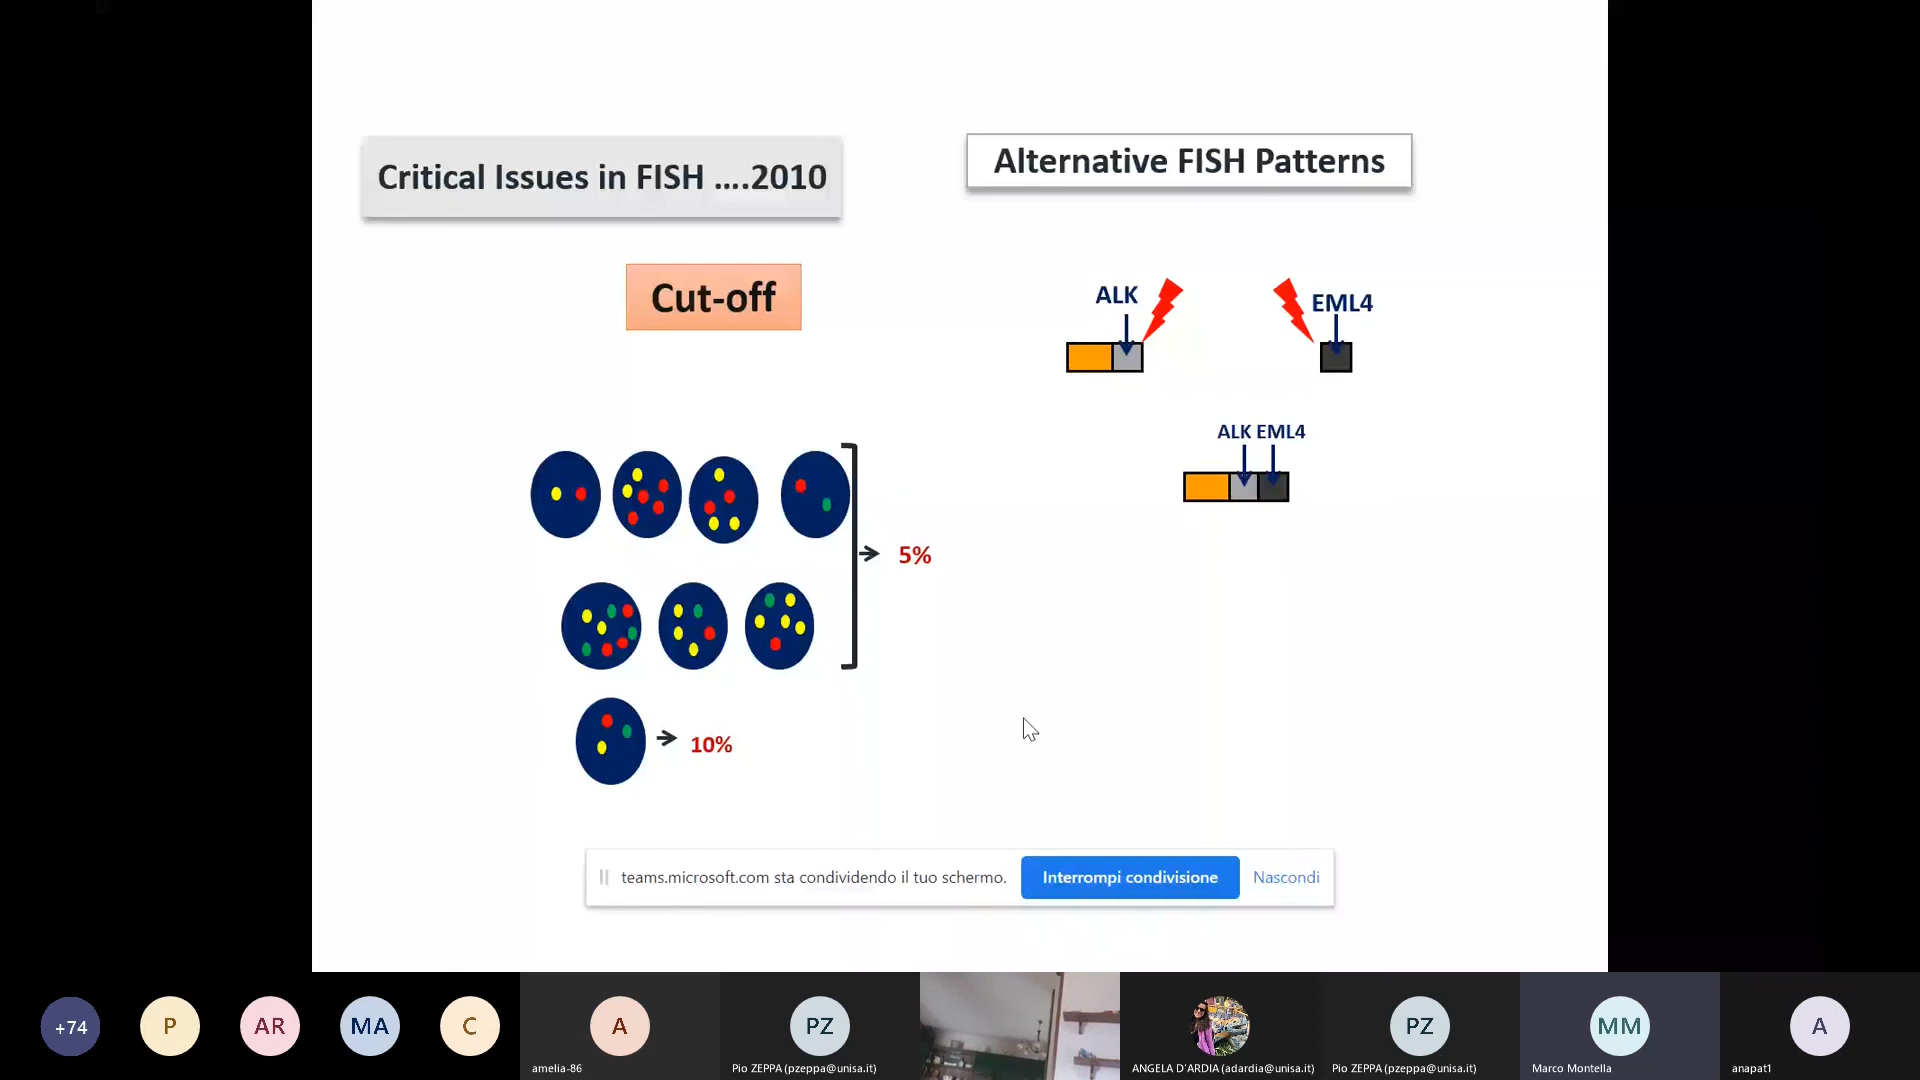 Critical Issues in FISH ....2010
Alternative FISH Patterns
Cut-off
ALK
EML4
ALK EML4
5%
10%
teams.microsoft.com sta condividendo il tuo schermo.
Interrompi condivisione
Nascondi
+74
P
AR
MA
C
A
PZ
PZ
MM
A
amelia-86
Pio ZEPPA (pzeppa@unisa.it)
ANGELA D'ARDIA (adardia@unisa.it)
Pio ZEPPA (pzeppa@unisa.it)
Marco Montella
anapat1